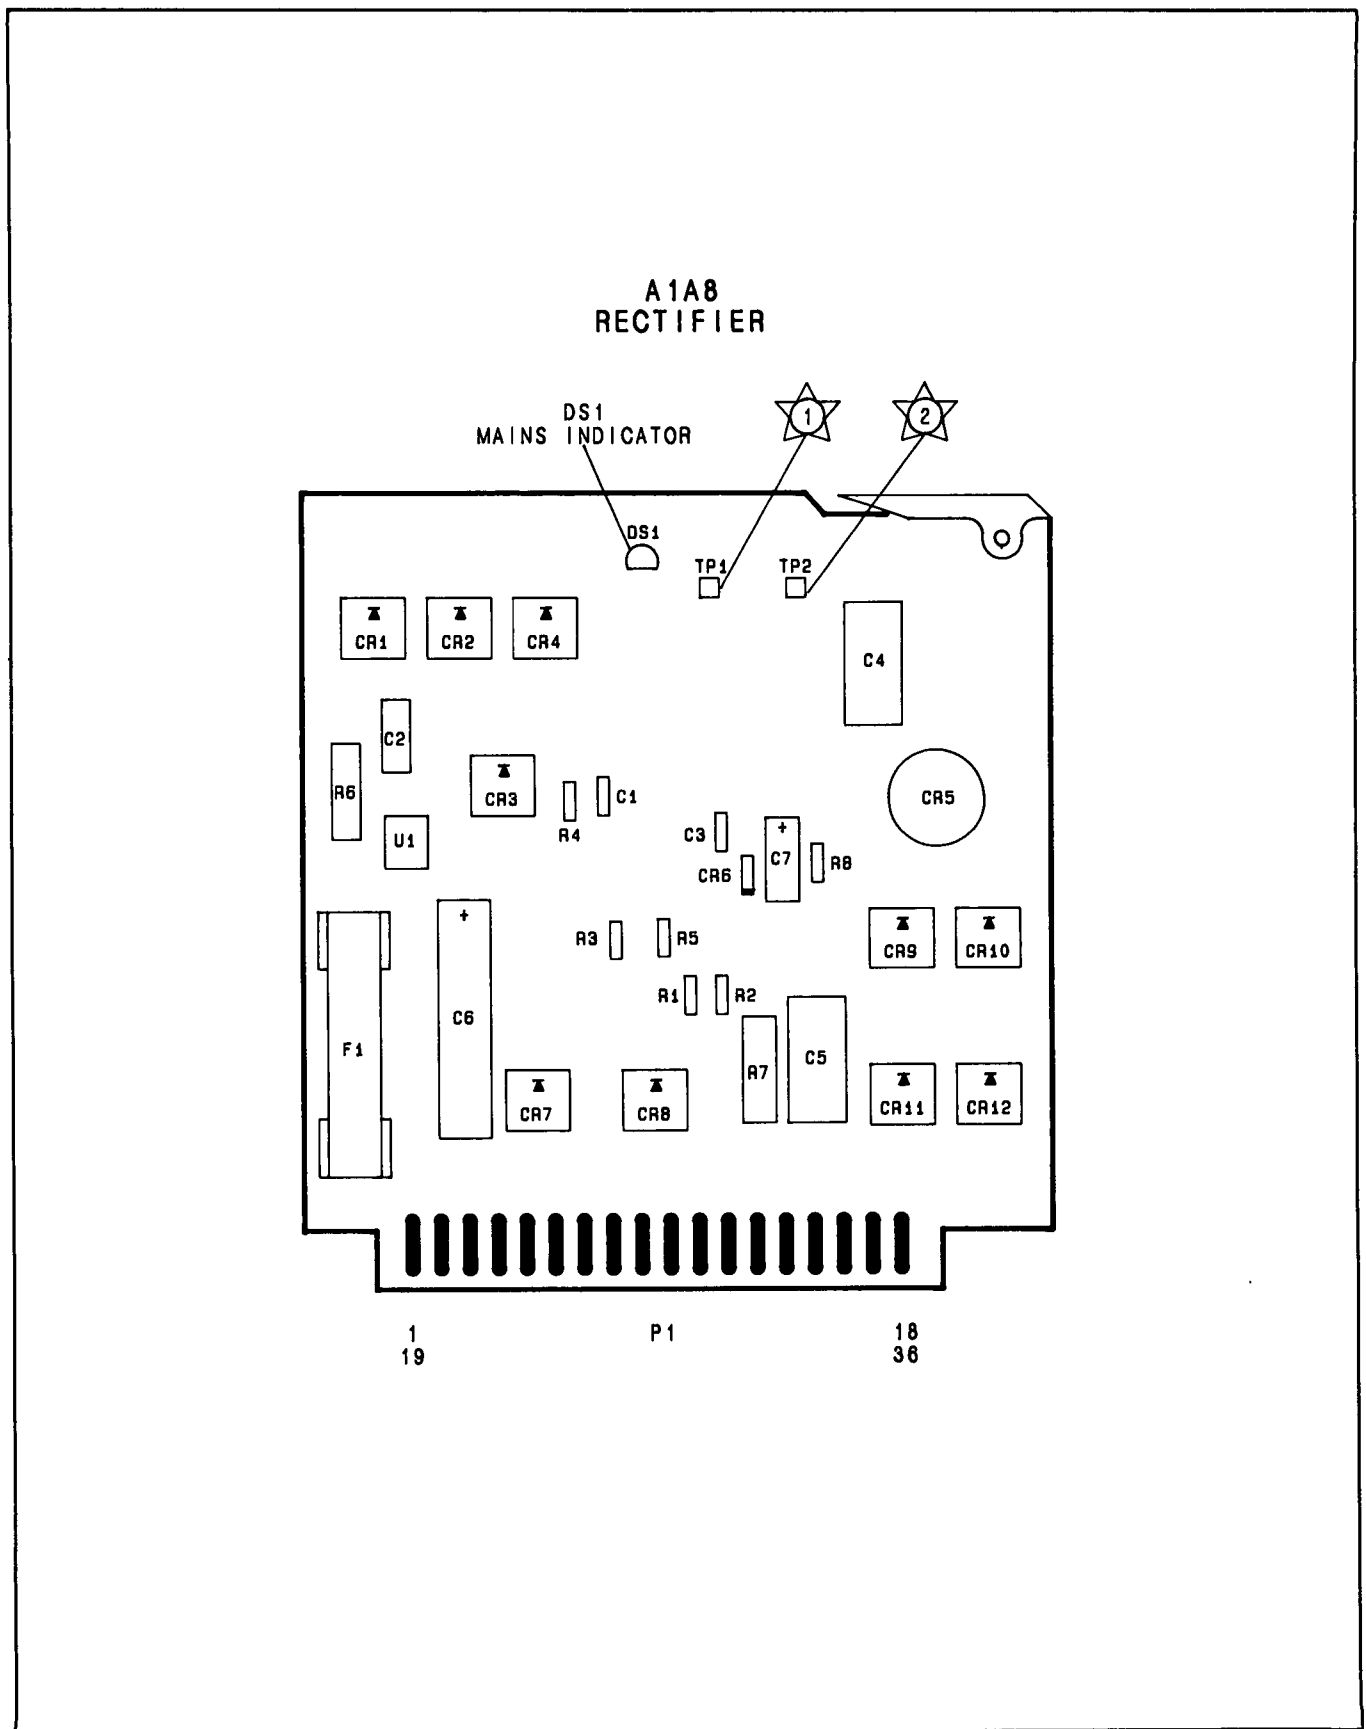 A1A8
RECTIFIER
DS1
MAINS INDICATOR
1
2
DS1
TP1
TP2
CR1
CR2
CR4
C4
C2
R6
CR3
C1
CR5
R4
U1
C3
+
C7
R8
CR6
+
R3
R5
CR9
CR10
R1
R2
C6
F1
R7
C5
CR7
CR8
CR11
CR12
1
P1
18
19
36